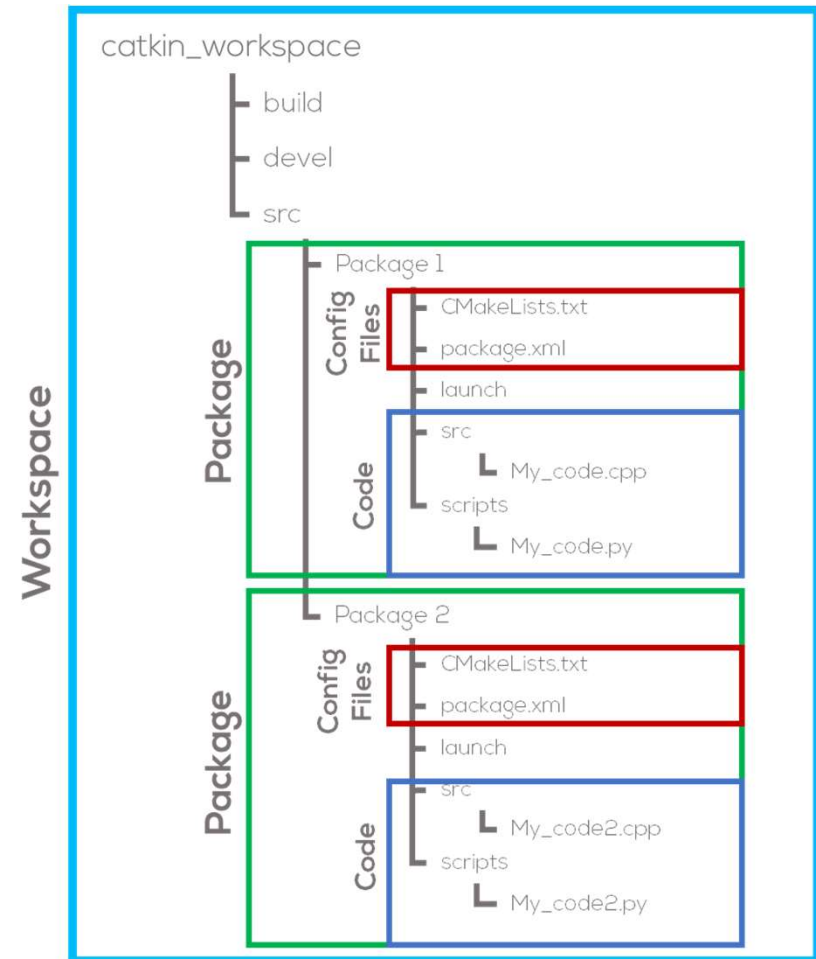 catkin_workspace
build
devel
src
Workspace
Package
Package 1
Config
Files
CMakeLists.txt
package.xml
launch
Code
src
My_code.cpp
scripts
My_code.py
Package
Package 2
Config
Files
CMakeLists.txt
package.xml
launch
Code
src
My_code2.cpp
scripts
My_code2.py